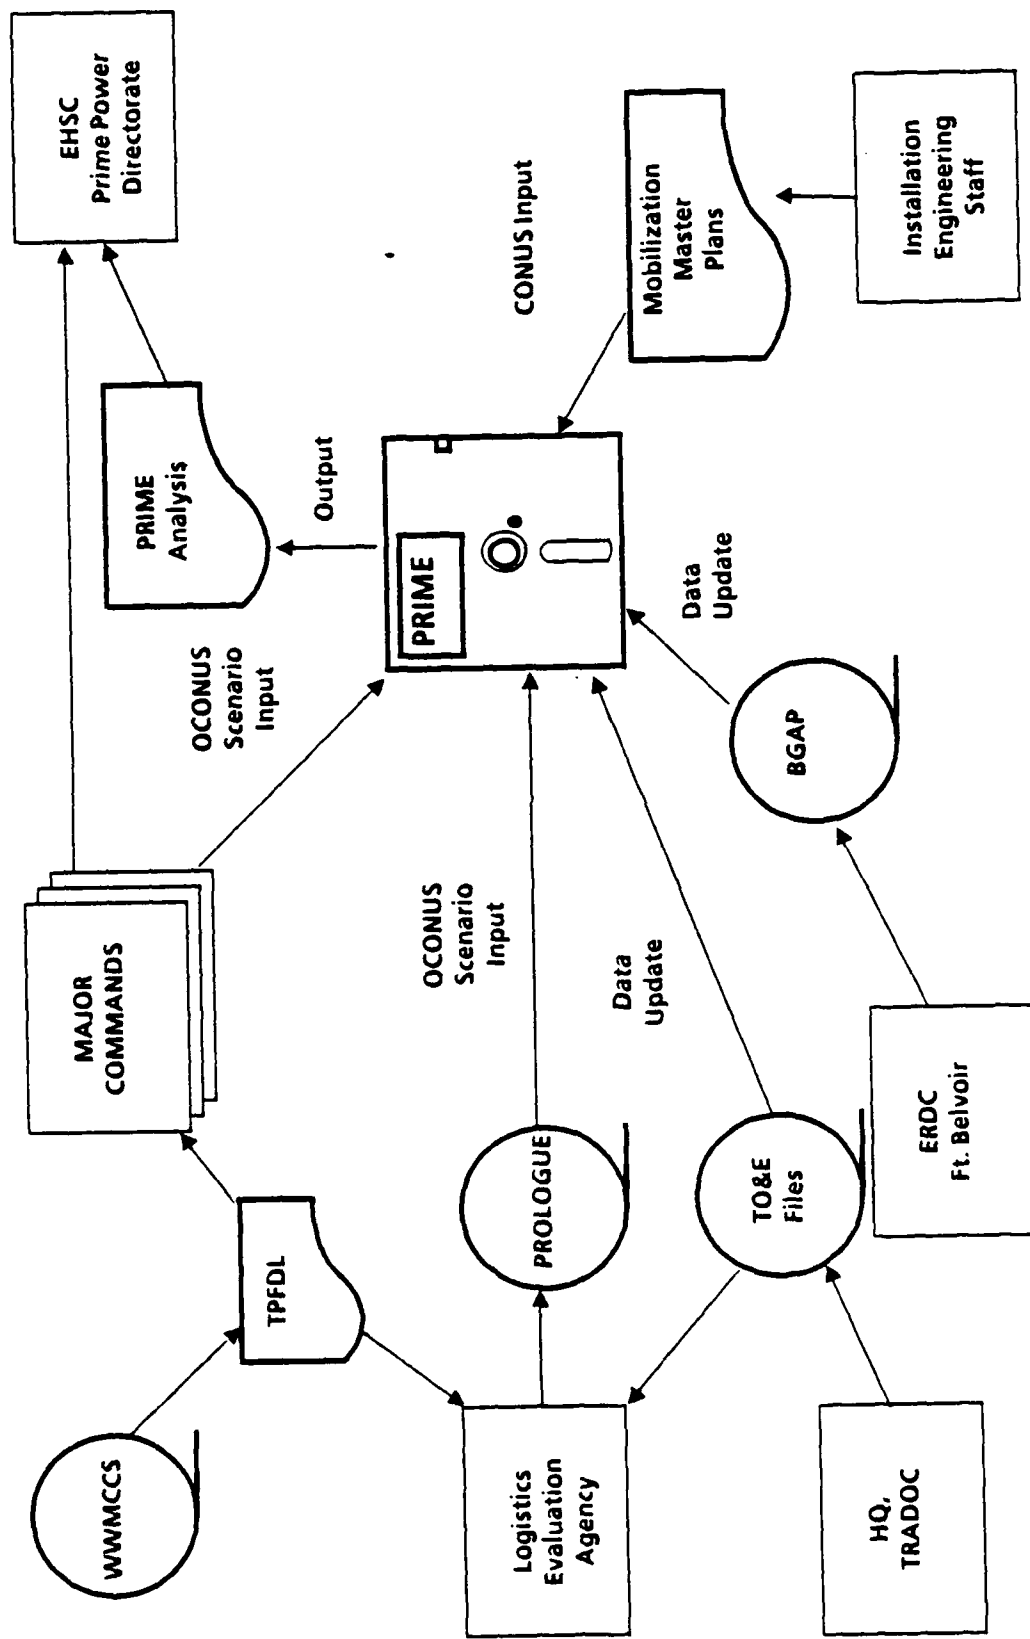 WWMCCS
TPFDL
MAJOR
COMMANDS
OCONUS
Scenario
Input
PRIME
Analysis
EHSC
Prime Power
Directorate
Output
Logistics
Evaluation
Agency
PROLOGUE
OCONUS
Scenario
Input
PRIME
CONUS Input
HQ,
TRADOC
TO&E
Files
Data
Update
ERDC
Ft. Belvoir
BGAP
Data
Update
Mobilization
Master
Plans
Installation
Engineering
Staff